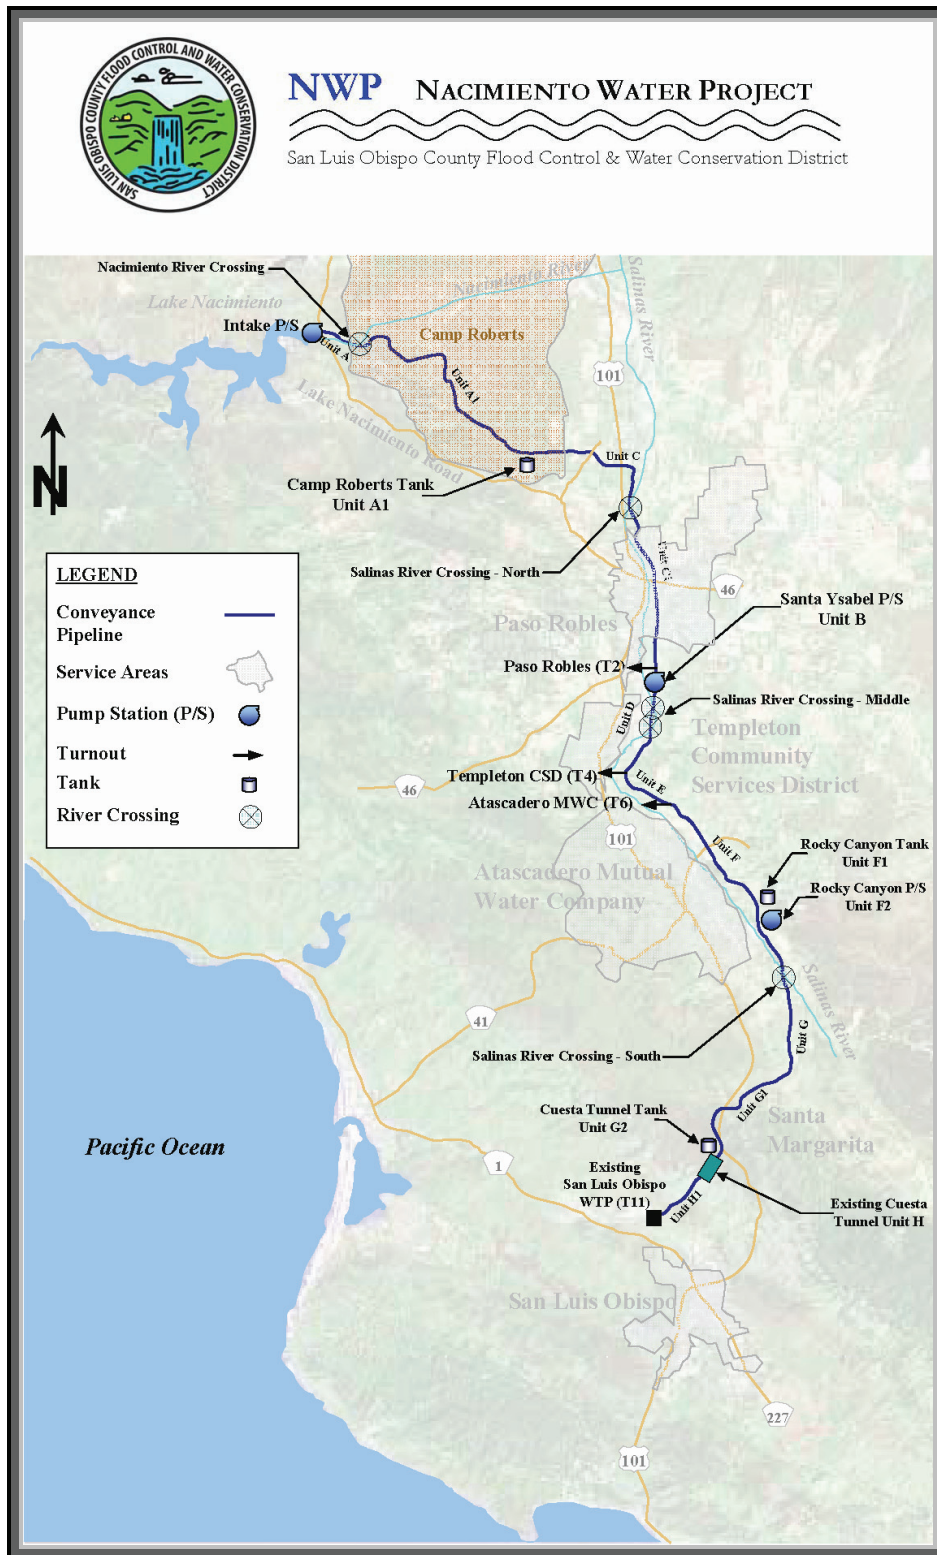 SAN LUIS OBISPO COUNTY FLOOD CONTROL AND WATER CONSERVATION DISTRICT
NWP NACIMIENTO WATER PROJECT
San Luis Obispo County Flood Control & Water Conservation District
Nacimiento River Crossing
Lake Nacimiento
Nacimiento River
Salinas River
Intake P/S
Unit A
Camp Roberts
Unit A1
101
Lake Nacimiento Road
N
Unit C
Camp Roberts Tank
Unit A1
Salinas River Crossing - North
Unit C1
46
LEGEND
Conveyance
Pipeline
Service Areas
Pump Station (P/S)
Turnout
Tank
River Crossing
Santa Ysabel P/S
Unit B
Paso Robles
Paso Robles (T2)
Salinas River Crossing - Middle
Unit D
Templeton
Community
Services District
Templeton CSD (T4)
Unit E
46
Atascadero MWC (T6)
101
Unit F
Rocky Canyon Tank
Unit F1
Atascadero Mutual
Water Company
Rocky Canyon P/S
Unit F2
Salinas River
41
Unit G
Salinas River Crossing - South
Unit G1
Cuesta Tunnel Tank
Unit G2
Santa
Margarita
Pacific Ocean
1
Existing
San Luis Obispo
WTP (T11)
Unit H1
Existing Cuesta
Tunnel Unit H
San Luis Obispo
227
101